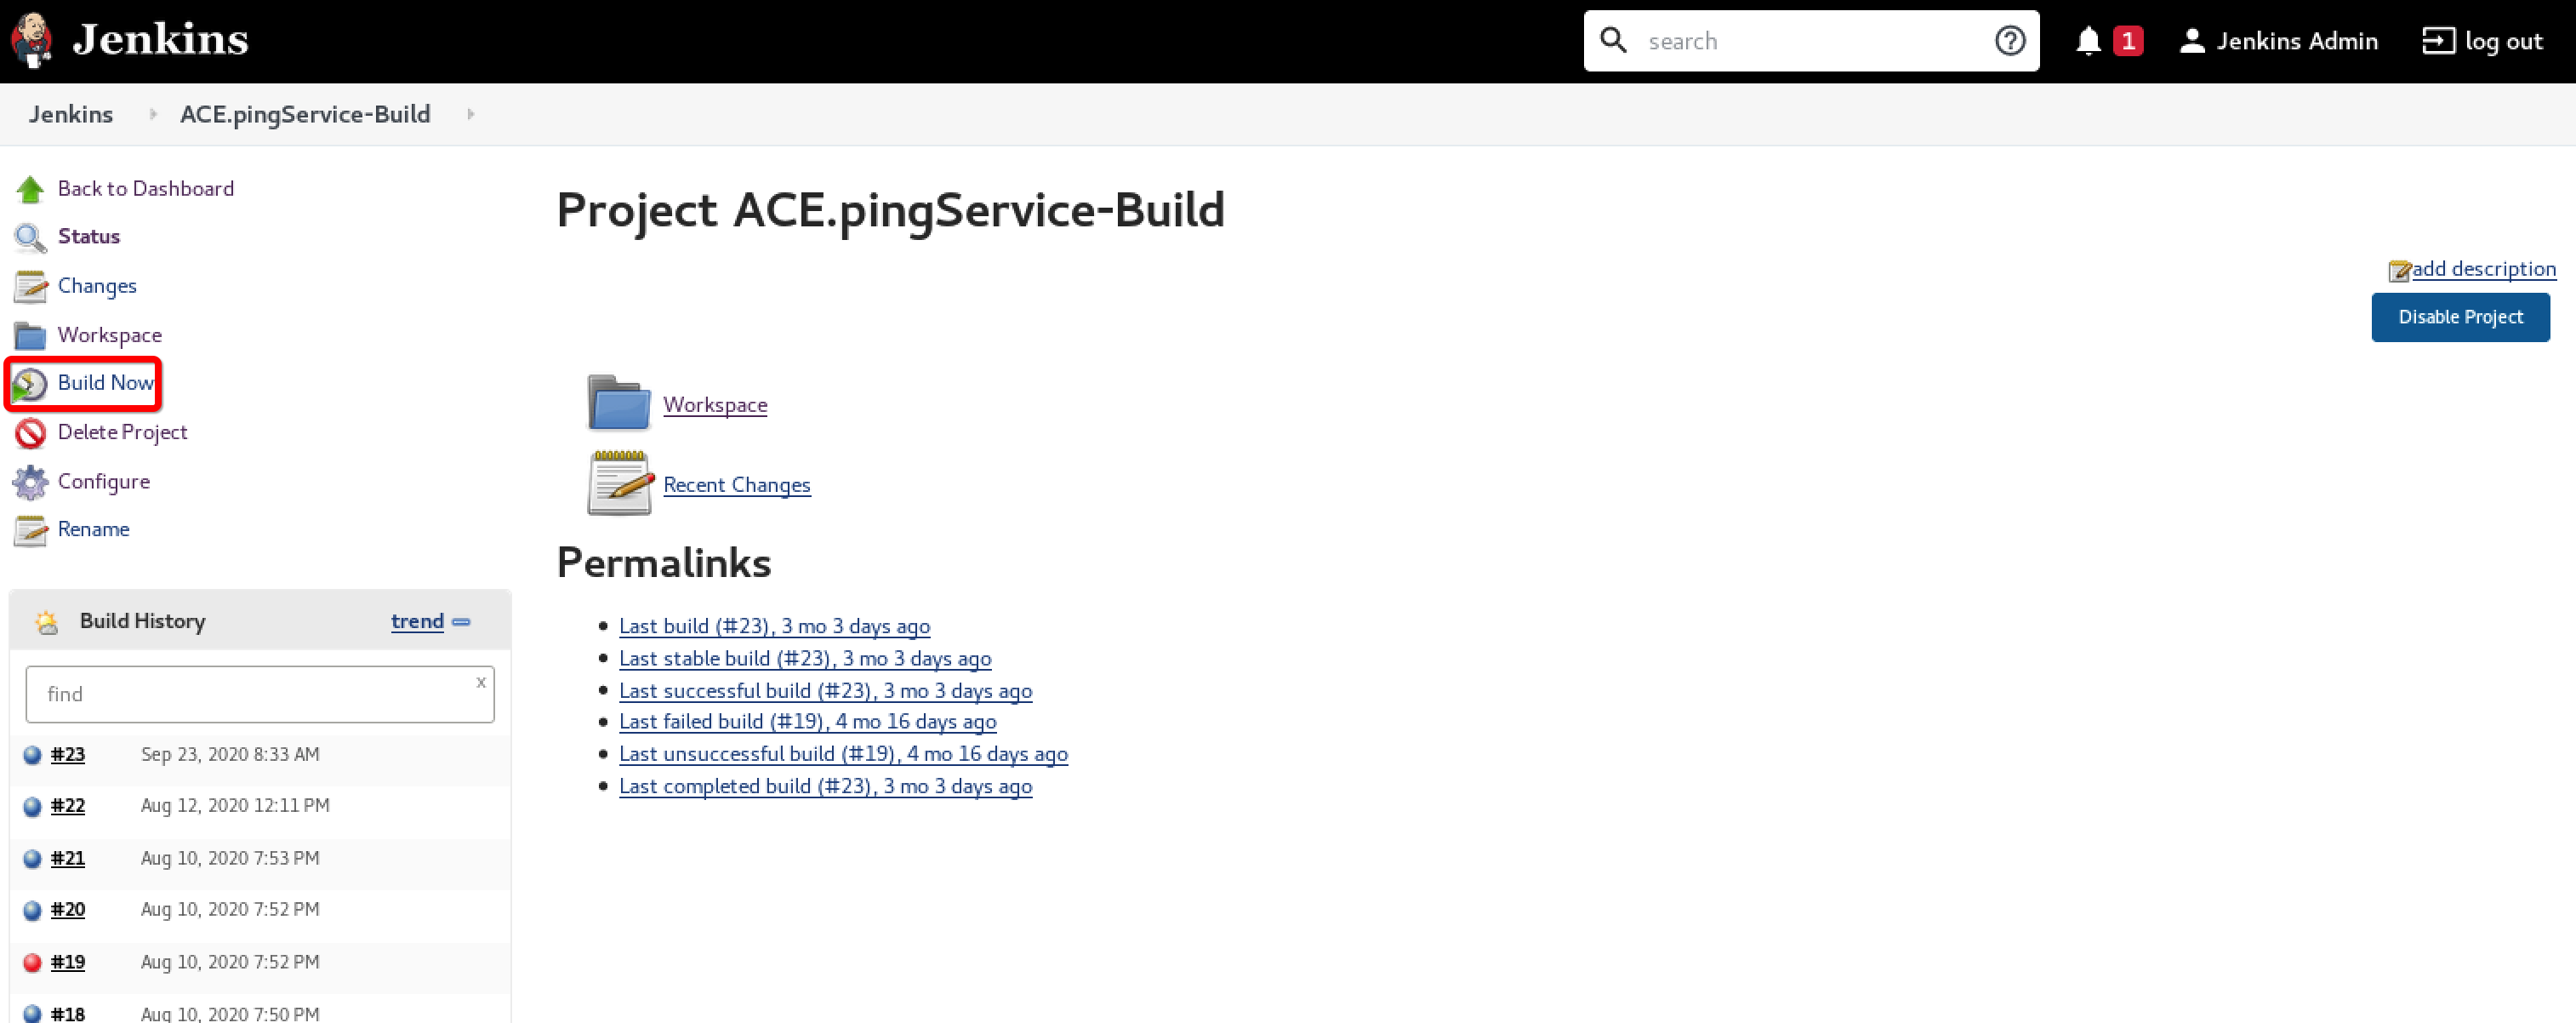 Jenkins
search
1
Jenkins Admin
log out
Jenkins
ACE.pingService-Build
Back to Dashboard
Status
Changes
Workspace
Build Now
Delete Project
Configure
Rename
Build History
trend
find
x
#23 Sep 23, 2020 8:33 AM
#22 Aug 12, 2020 12:11 PM
#21 Aug 10, 2020 7:53 PM
#20 Aug 10, 2020 7:52 PM
#19 Aug 10, 2020 7:52 PM
#18 Aug 10, 2020 7:50 PM
Project ACE.pingService-Build
add description
Disable Project
Workspace
Recent Changes
Permalinks
Last build (#23), 3 mo 3 days ago
Last stable build (#23), 3 mo 3 days ago
Last successful build (#23), 3 mo 3 days ago
Last failed build (#19), 4 mo 16 days ago
Last unsuccessful build (#19), 4 mo 16 days ago
Last completed build (#23), 3 mo 3 days ago